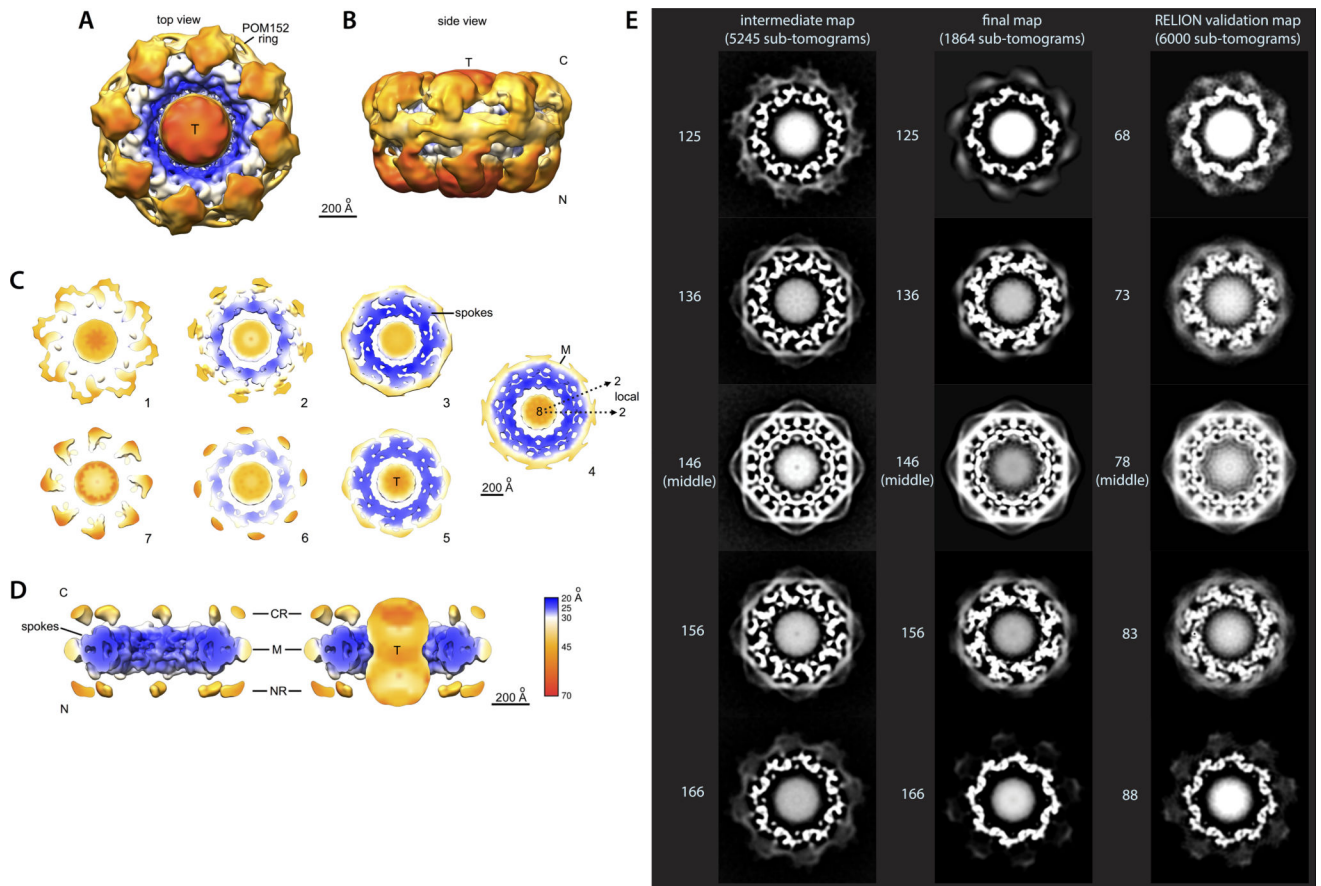 A
top view
POM152
ring
T
200 Å
B
side view
T
C
N
C
1
2
3
spokes
M
2
local
8
2
4
200 Å
7
6
T
5
D
C
spokes
CR
M
NR
N
T
20 Å
25
30
45
70
200 Å
E
intermediate map
(5245 sub-tomograms)
final map
(1864 sub-tomograms)
RELION validation map
(6000 sub-tomograms)
125
125
68
136
136
73
146
(middle)
146
(middle)
78
(middle)
156
156
83
166
166
88